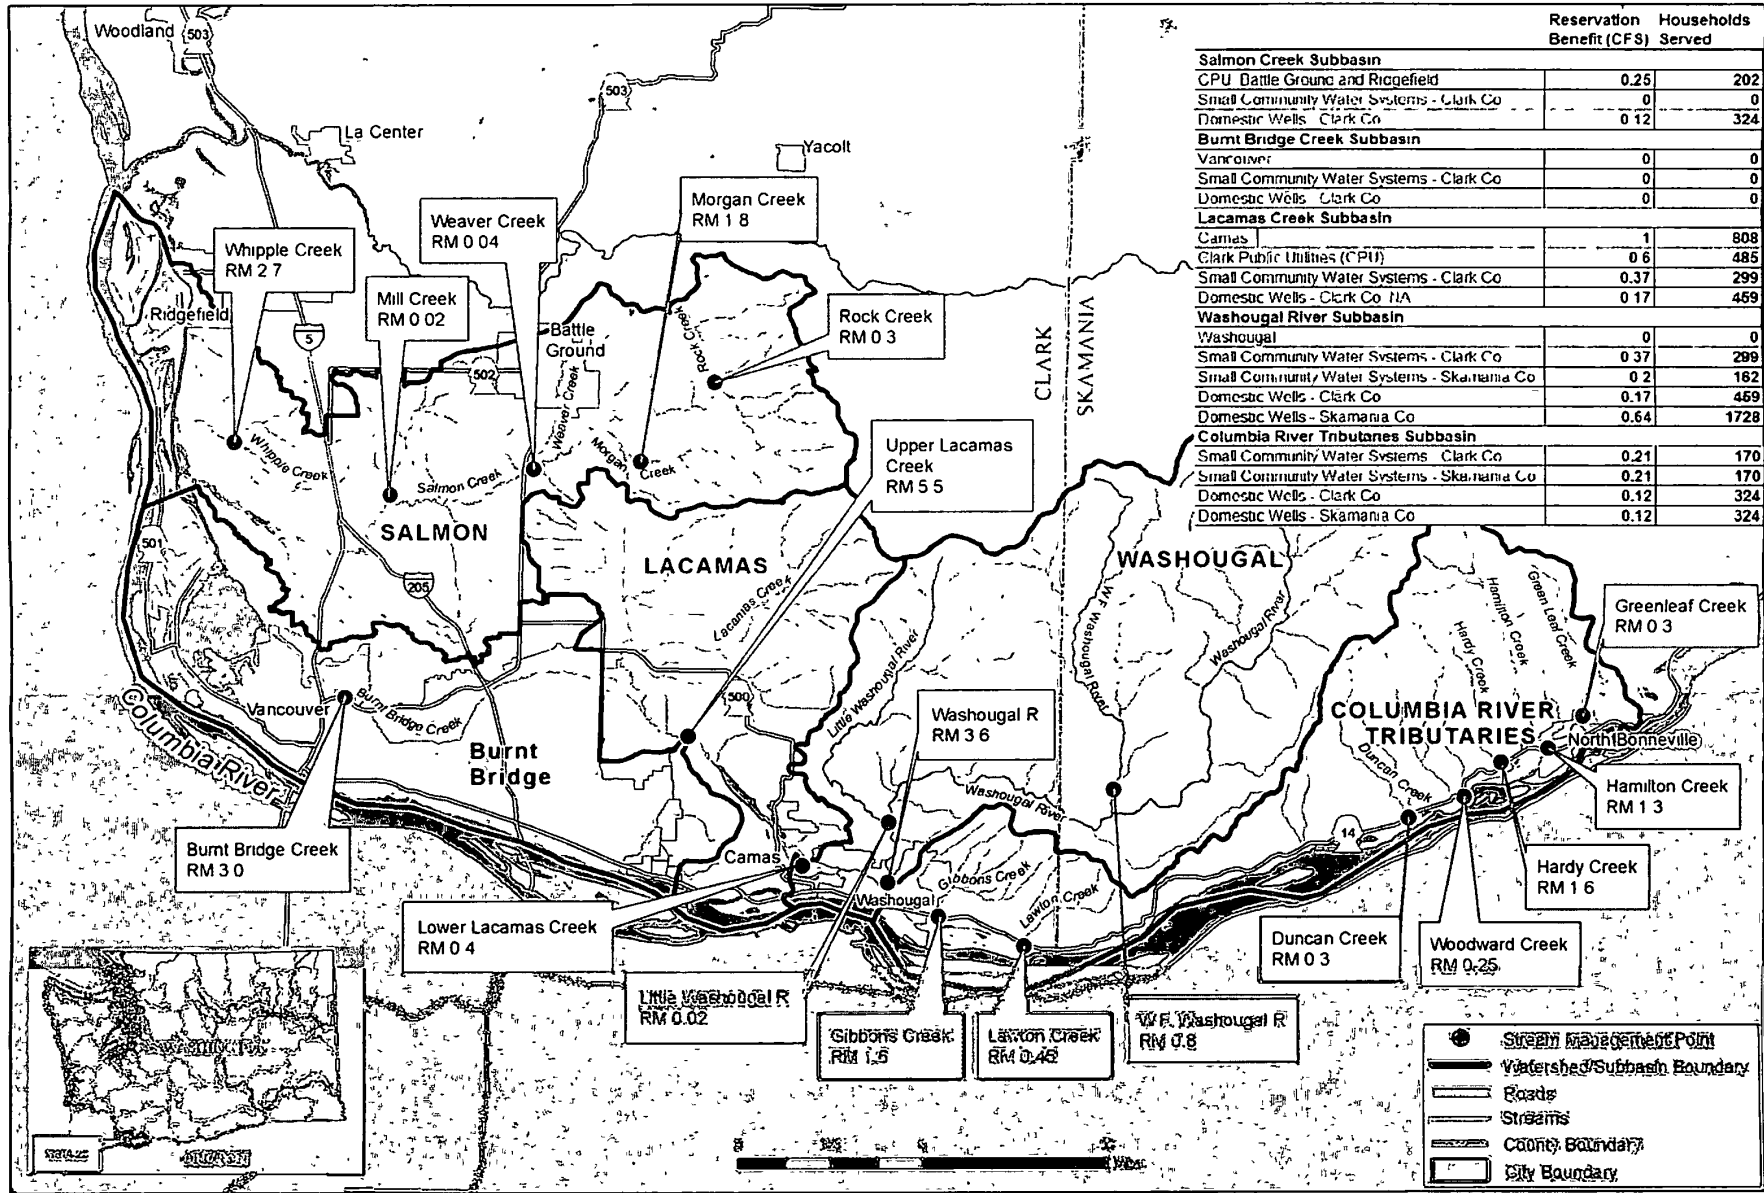 Woodland
503
503
La Center
Yacolt
Reservation Households
Benefit (CFS) Served
Salmon Creek Subbasin
CPU Battle Ground and Ridgefield 0.25 202
Small Community Water Systems - Clark Co 0 0
Domestic Wells - Clark Co 0 12 324
Burnt Bridge Creek Subbasin
Vancouver 0 0
Small Community Water Systems - Clark Co 0 0
Domestic Wells - Clark Co 0 0
Lacamas Creek Subbasin
Camas 1 808
Clark Public Utilities (CPU) 0 6 485
Small Community Water Systems - Clark Co 0.37 299
Domestic Wells - Clark Co NA 0 17 459
Washougal River Subbasin
Washougal 0 0
Small Community Water Systems - Clark Co 0 37 299
Small Community Water Systems - Skamania Co 0 2 162
Domestic Wells - Clark Co 0.17 459
Domestic Wells - Skamania Co 0.64 1728
Columbia River Tributaries Subbasin
Small Community Water Systems - Clark Co 0.21 170
Small Community Water Systems - Skamania Co 0.21 170
Domestic Wells - Clark Co 0.12 324
Domestic Wells - Skamania Co 0.12 324
Morgan Creek
RM 1 8
Weaver Creek
RM 0 04
Whipple Creek
RM 2 7
Mill Creek
RM 0 02
Rock Creek
RM 0 3
Ridgefield
5
Battle
Ground
502
Rock Creek
CLARK
SKAMANIA
Weaver Creek
Whipple Creek
Salmon Creek
Morgan Creek
Upper Lacamas
Creek
RM 5 5
SALMON
LACAMAS
WASHOUGAL
501
205
Lacamas Creek
Little Washougal River
W F Washougal River
Washougal River
Hamilton Creek
Green Leaf Creek
Hardy Creek
Greenleaf Creek
RM 0 3
500
Vancouver
Burnt Bridge Creek
Columbia River
Burnt
Bridge
Washougal R
RM 3 6
COLUMBIA RIVER
TRIBUTARIES
North Bonneville
Duncan Creek
Washougal River
Hamilton Creek
RM 1 3
14
Burnt Bridge Creek
RM 3 0
Camas
Gibbons Creek
Lawton Creek
Washougal
Hardy Creek
RM 1 6
Lower Lacamas Creek
RM 0 4
Duncan Creek
RM 0 3
Woodward Creek
RM 0.25
Little Washougal R
RM 0.02
Gibbons Creek
RM 1.6
Lawton Creek
RM 0.46
W F. Washougal R
RM 0.8
WASHINGTON
OREGON
Stream Management Point
Watershed/Subbasin Boundary
Roads
Streams
County Boundary
City Boundary